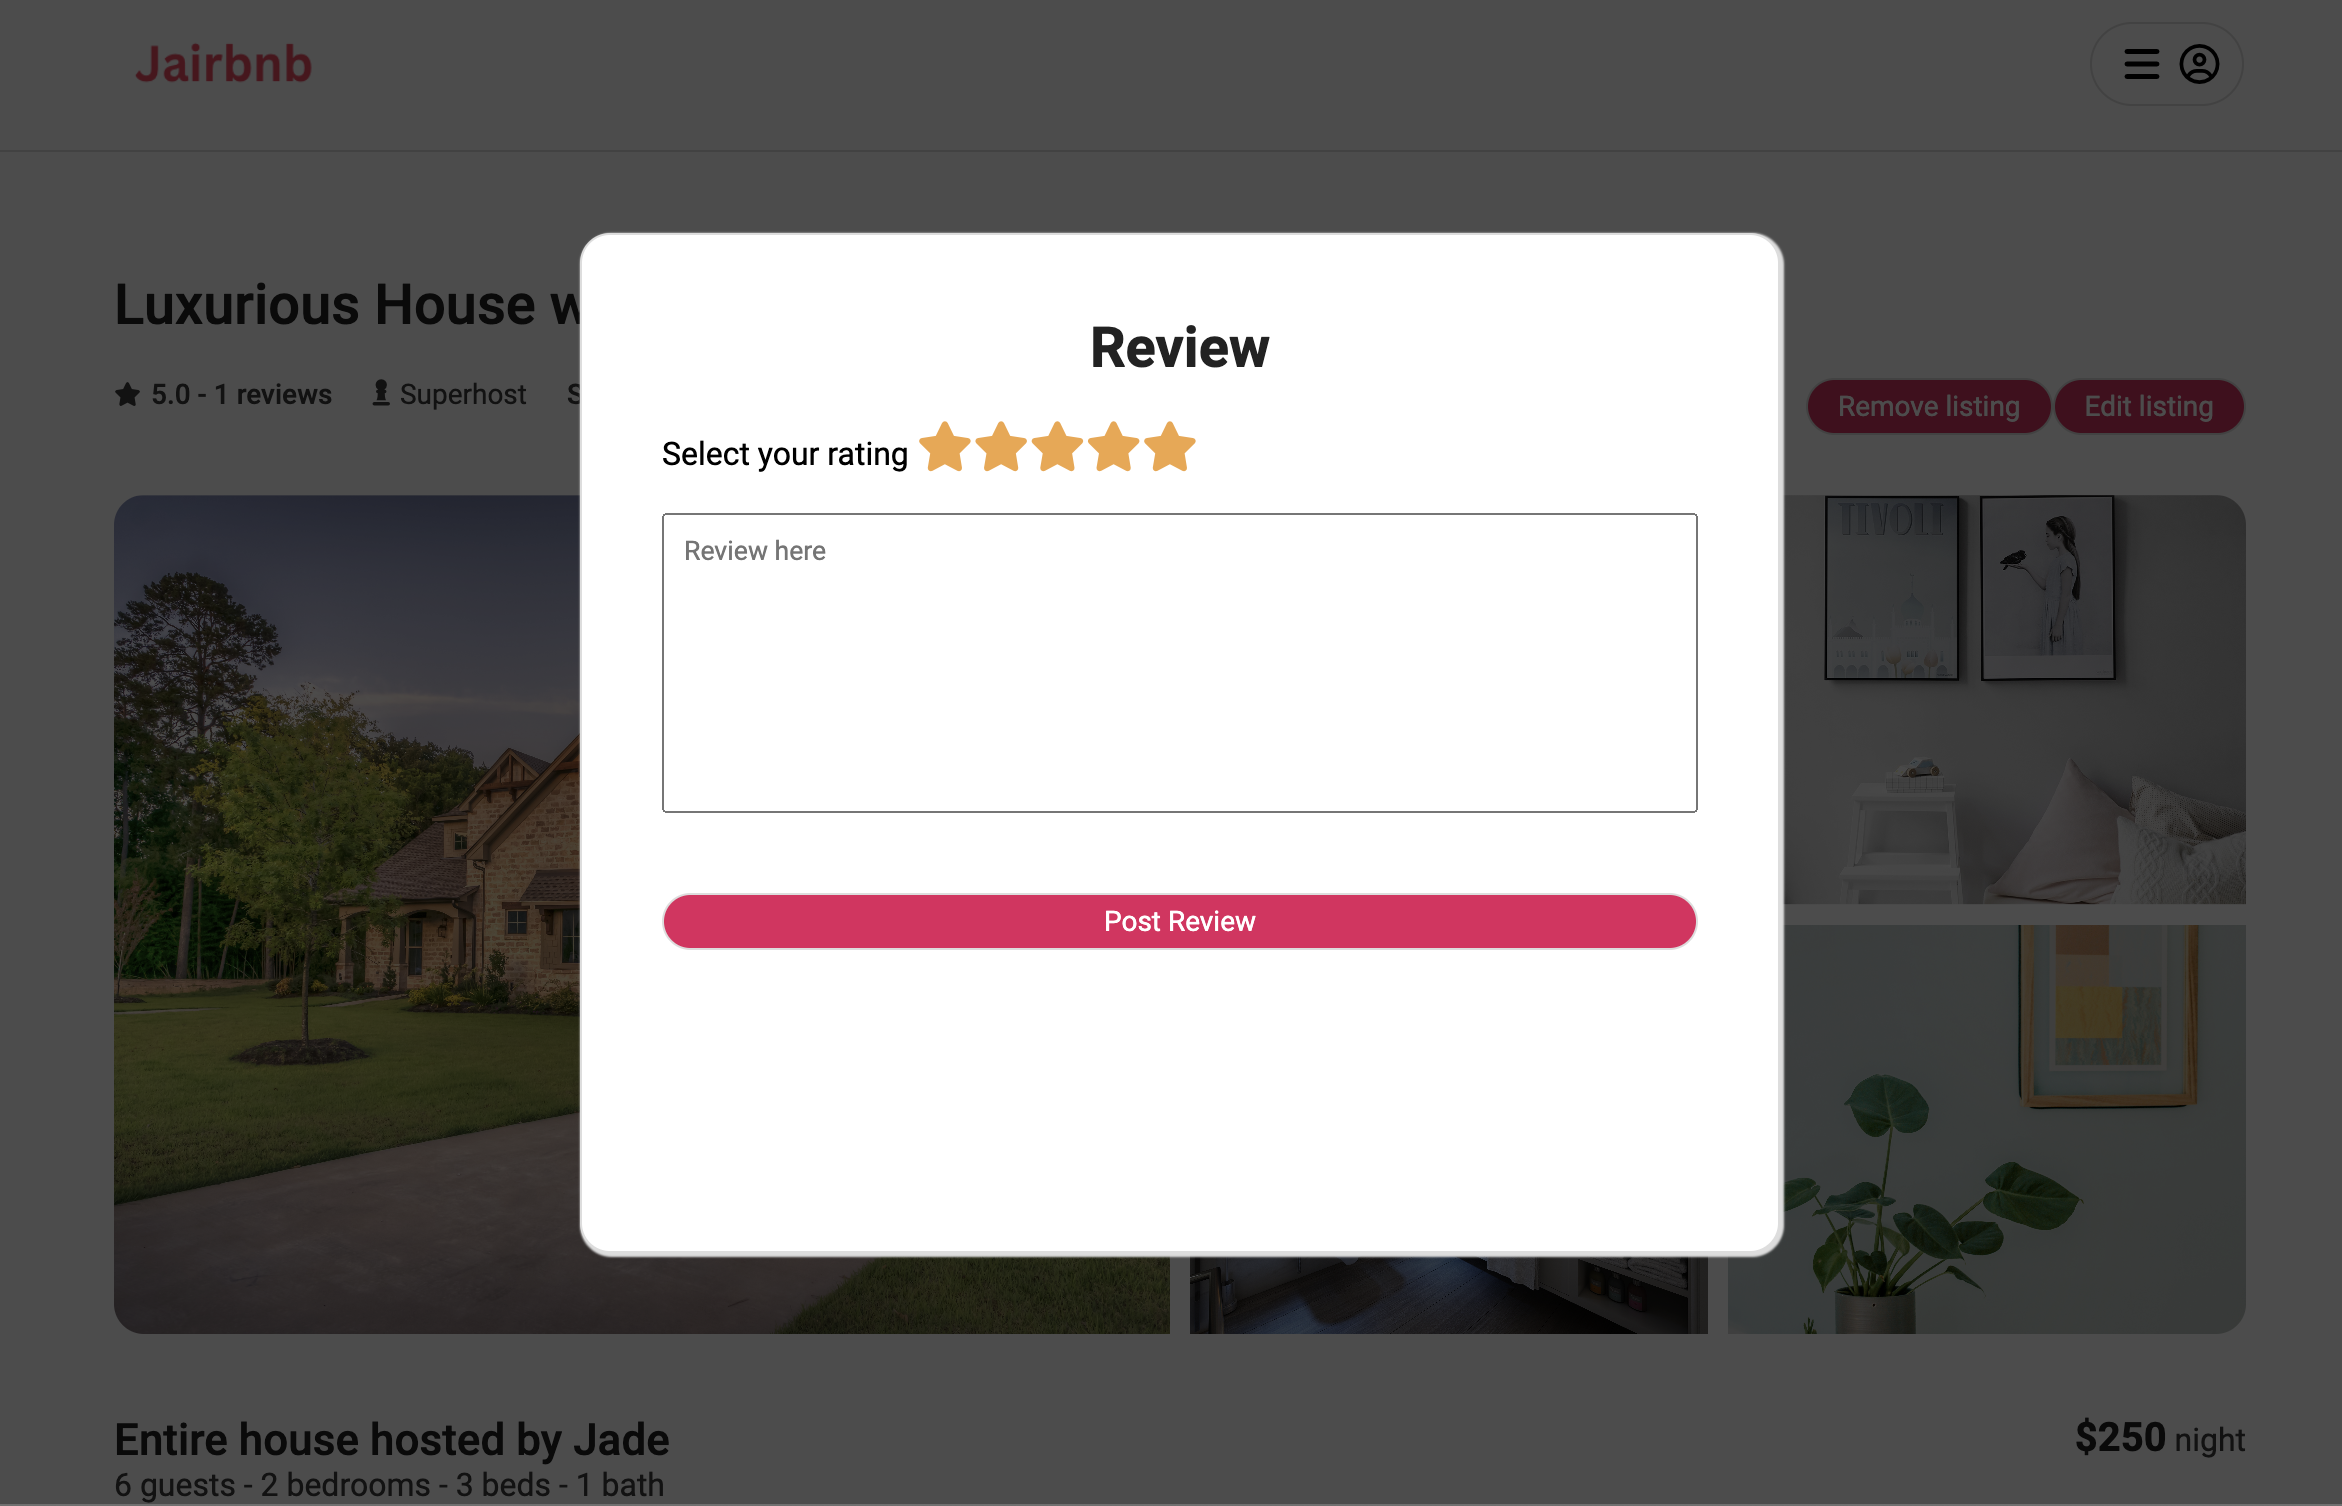 Jairbnb
Luxurious House
5.0 - 1 reviews
Superhost
Remove listing
Edit listing
Review
Select your rating
Review here
Post Review
TIVOLI
Entire house hosted by Jade
6 guests - 2 bedrooms - 3 beds - 1 bath
$250 night